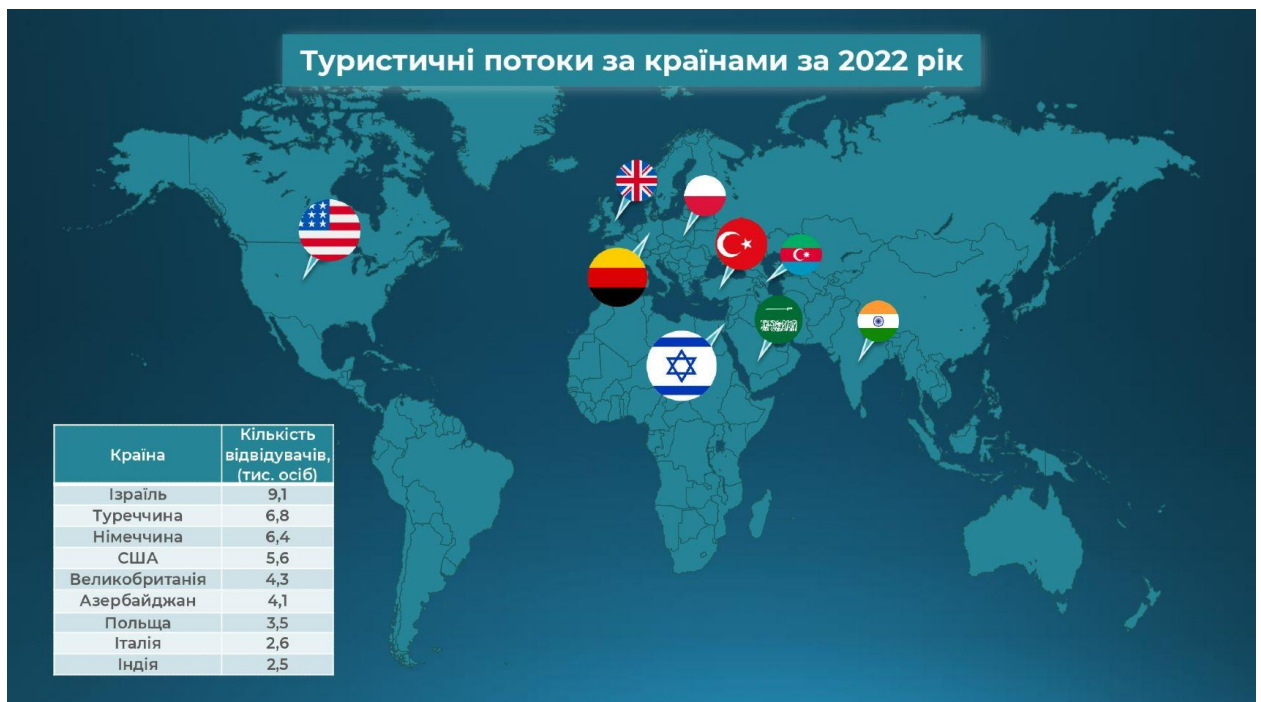 Туристичні потоки за країнами за 2022 рік
Країна
Кількість
відвідувачів,
(тис. осіб)
Ізраїль 9,1
Туреччина 6,8
Німеччина 6,4
США 5,6
Великобританія 4,3
Азербайджан 4,1
Польща 3,5
Італія 2,6
Індія 2,5